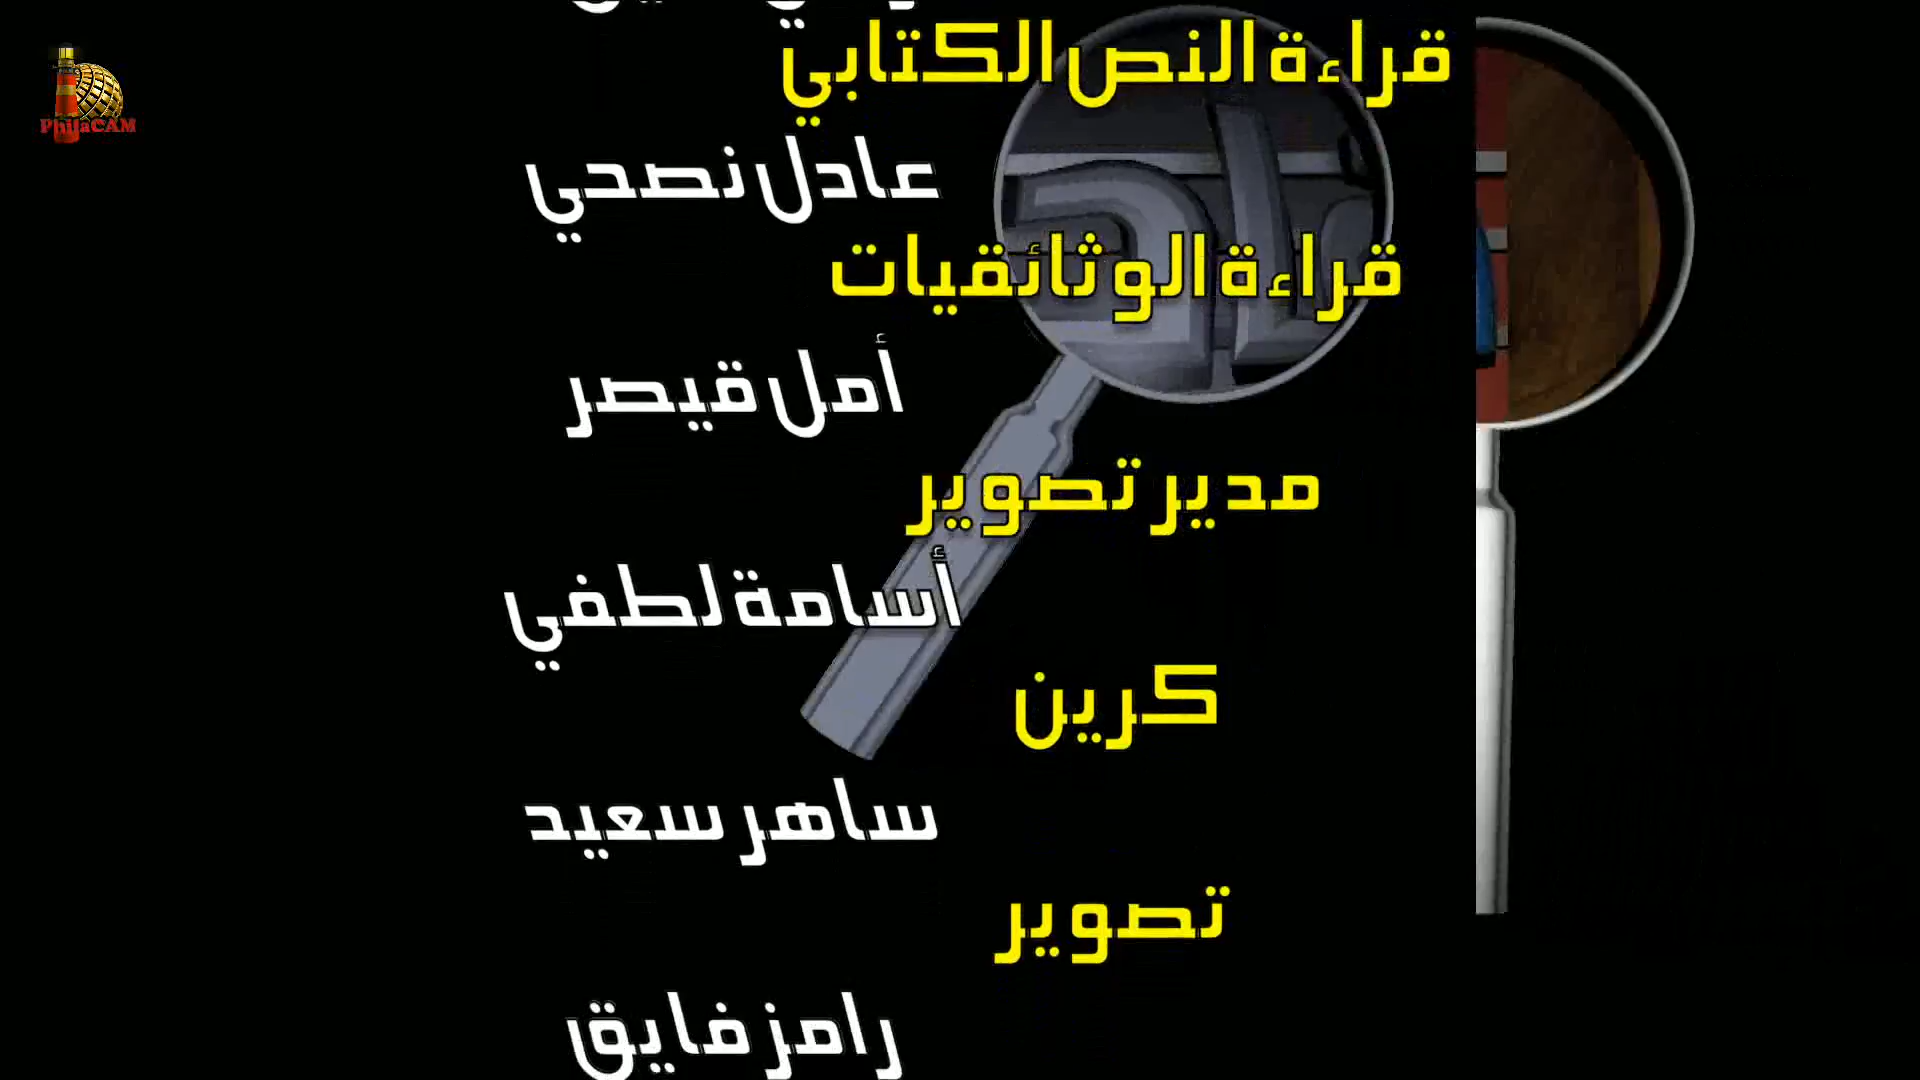 PhilaCAM
قراءة النص الكتابي
عادل نصحي
قراءة الوثائقيات
أمل قيصر
مدير تصوير
أسامة لطفي
كرين
ساهر سعيد
تصوير
رامز فايق